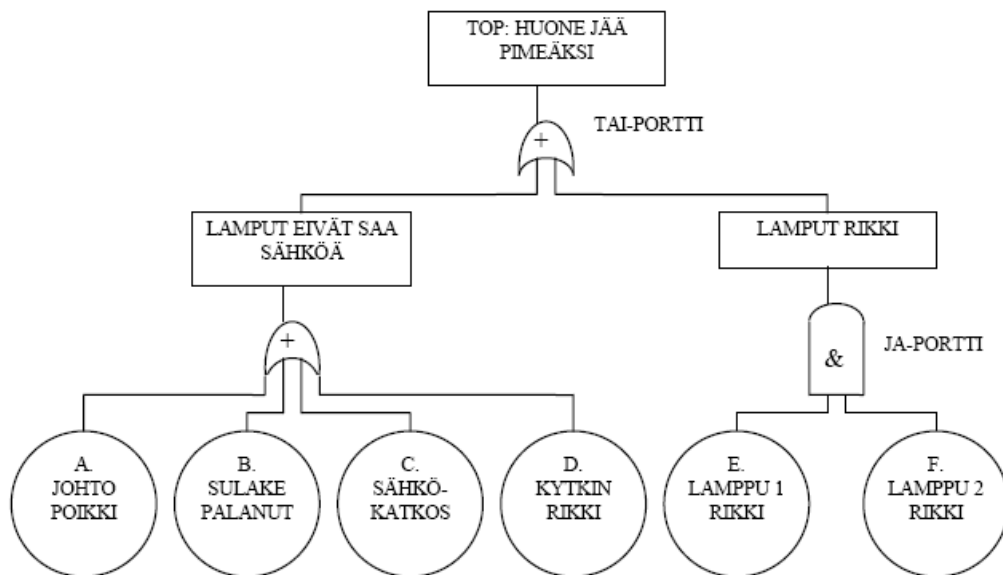 TOP: HUONE JÄÄ
PIMEÄKSI
TAI-PORTTI
+
LAMPUT EIVÄT SAA
SÄHKÖÄ
LAMPUT RIKKI
+
&
JA-PORTTI
A.
JOHTO
POIKKI
B.
SULAKE
PALANUT
C.
SÄHKÖ-
KATKOS
D.
KYTKIN
RIKKI
E.
LAMPPU 1
RIKKI
F.
LAMPPU 2
RIKKI